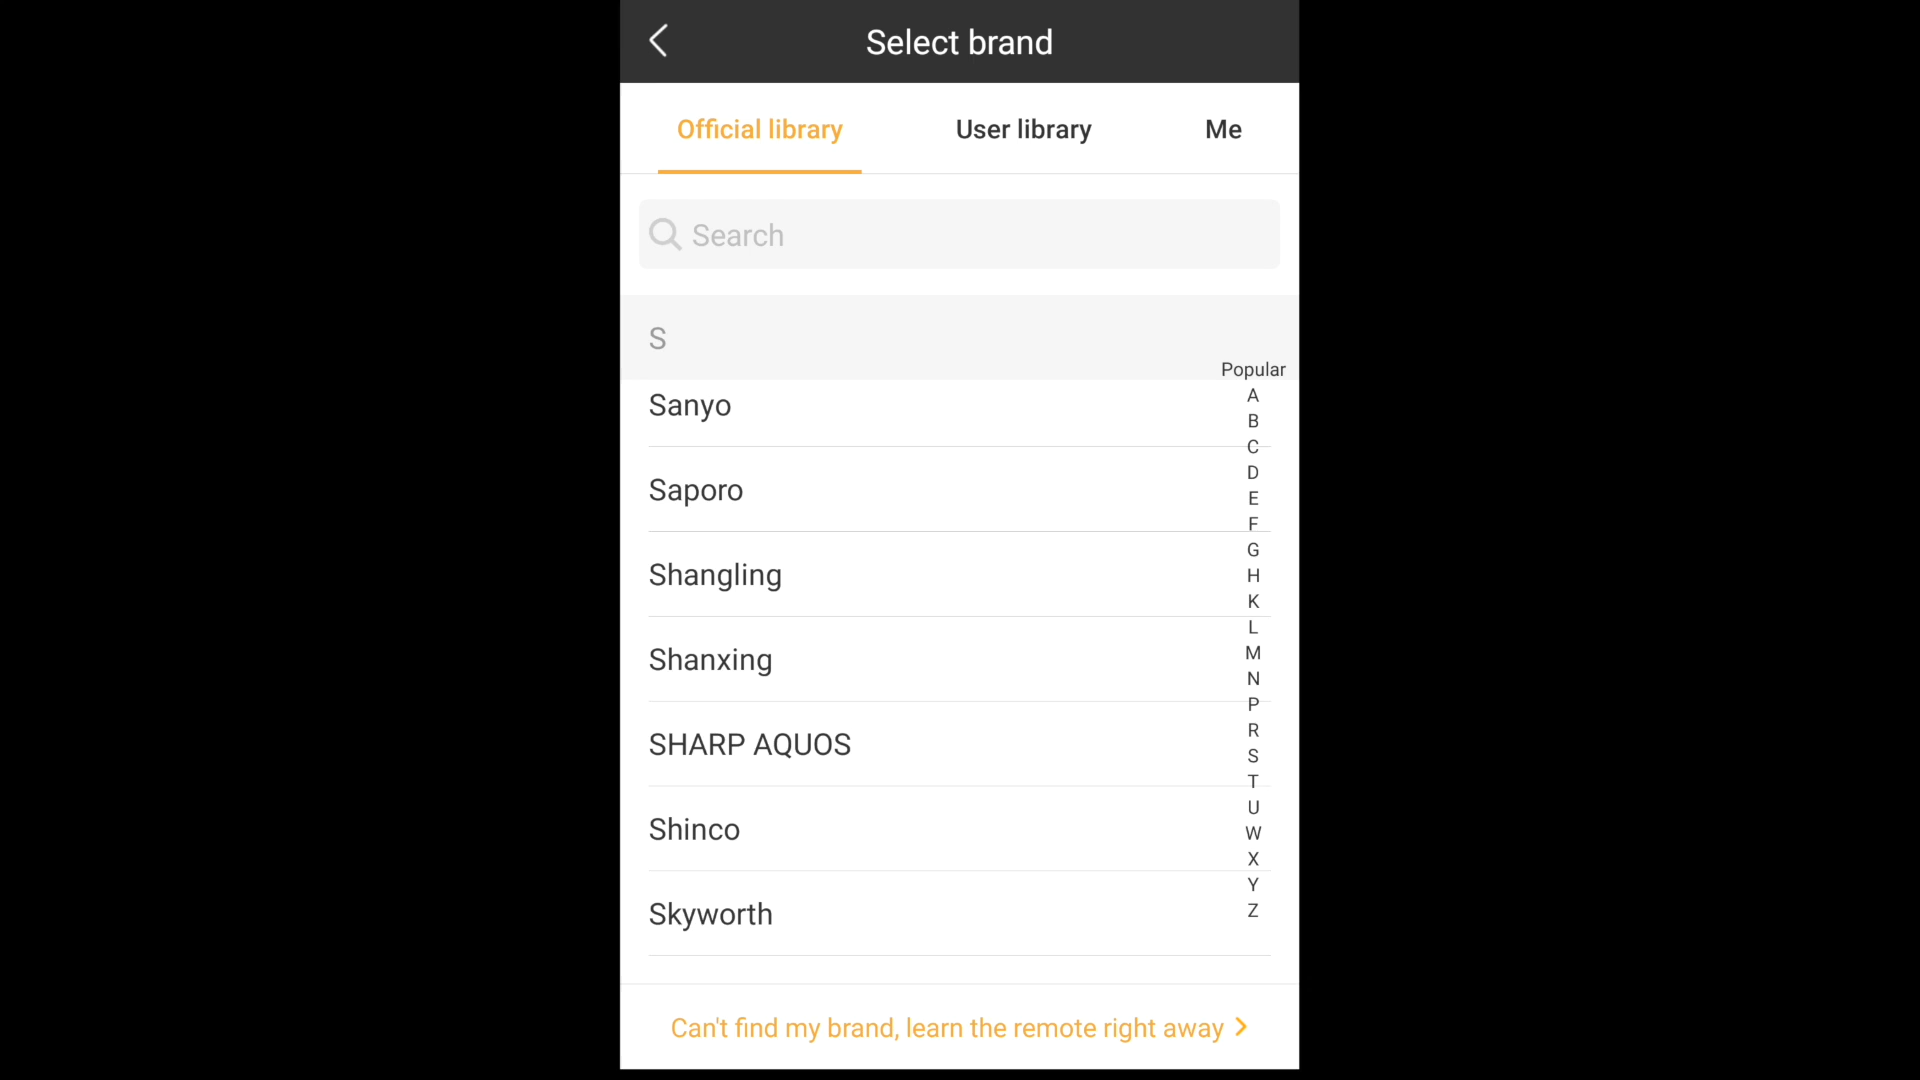 Select brand
Official library
User library
Me
Search
S
Popular
Sanyo
Saporo
Shangling
Shanxing
SHARP AQUOS
Shinco
Skyworth
A
B
C
D
E
F
G
H
K
L
M
N
P
R
S
T
U
W
X
Y
Z
Can't find my brand, learn the remote right away